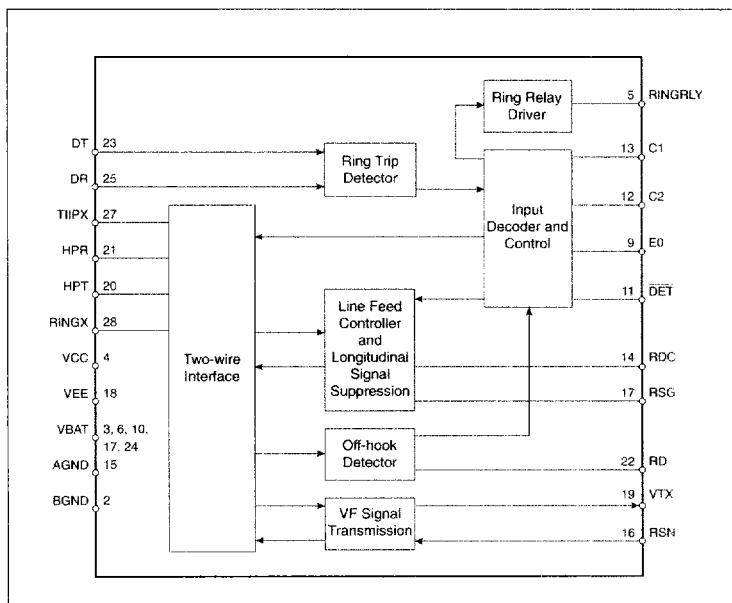 Ring Relay
Driver
5 RINGRLY
DT 23
DR 25
Ring Trip
Detector
13 C1
12 C2
9 E0
11 DET
Input
Decoder and
Control
TIIPX 27
HPR 21
HPT 20
RINGX 28
VCC 4
VEE 18
VBAT 3, 6, 10,
17, 24
AGND 15
BGND 2
Two-wire
Interface
Line Feed
Controller
and
Longitudinal
Signal
Suppression
14 RDC
17 RSG
Off-hook
Detector
22 RD
19 VTX
VF Signal
Transmission
16 RSN